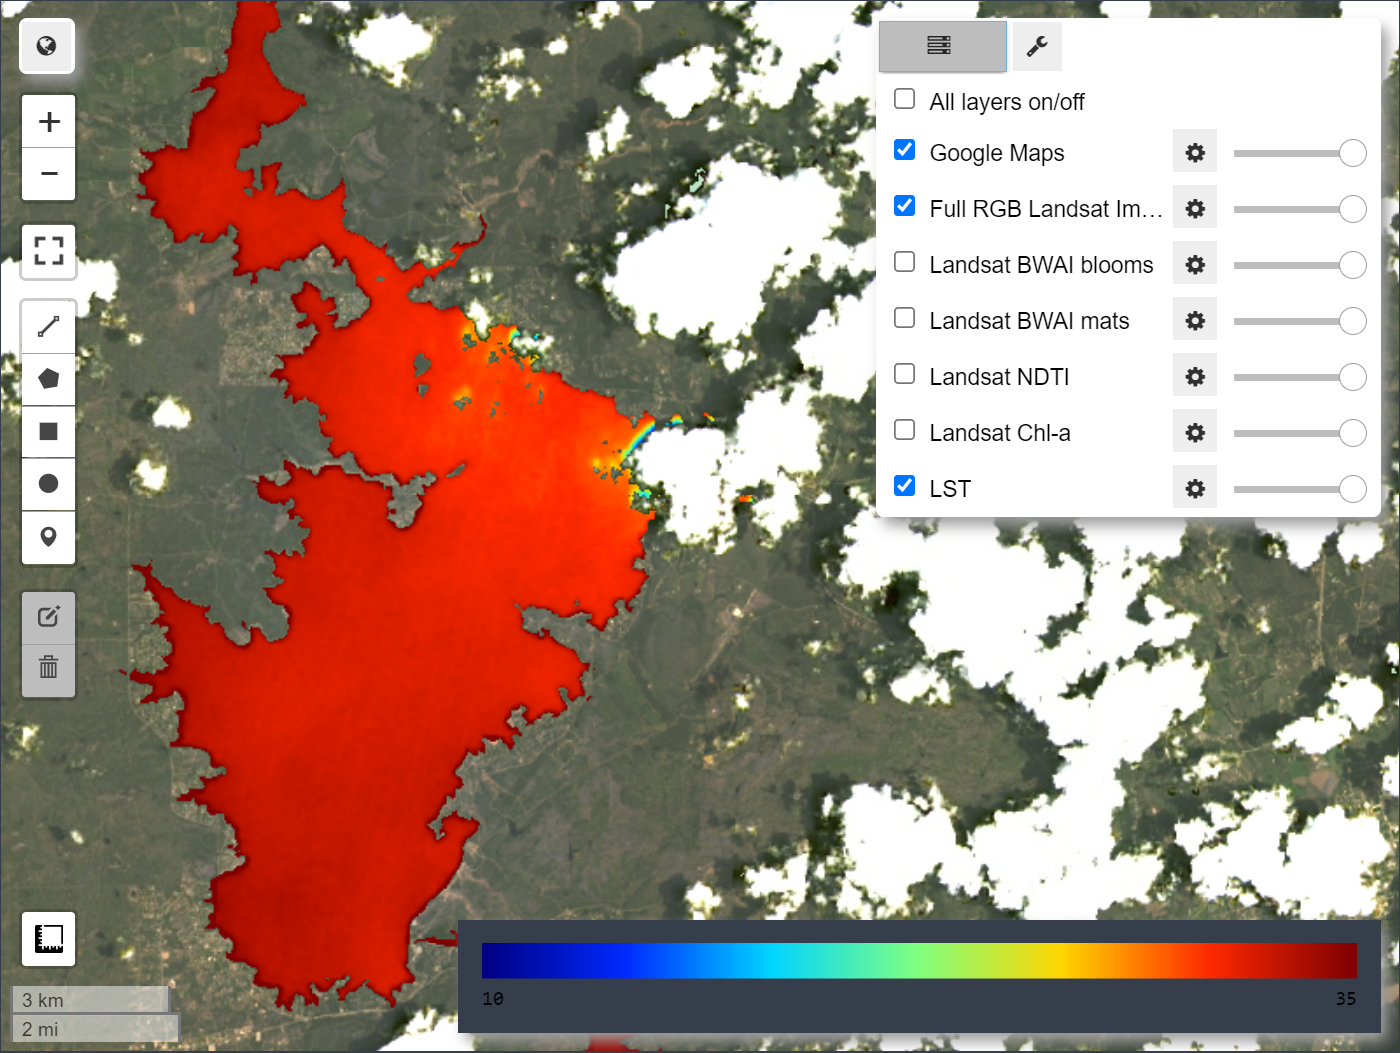 All layers on/off
Google Maps
Full RGB Landsat Im...
Landsat BWAI blooms
Landsat BWAI mats
Landsat NDTI
Landsat Chl-a
LST
3 km
2 mi
10 35